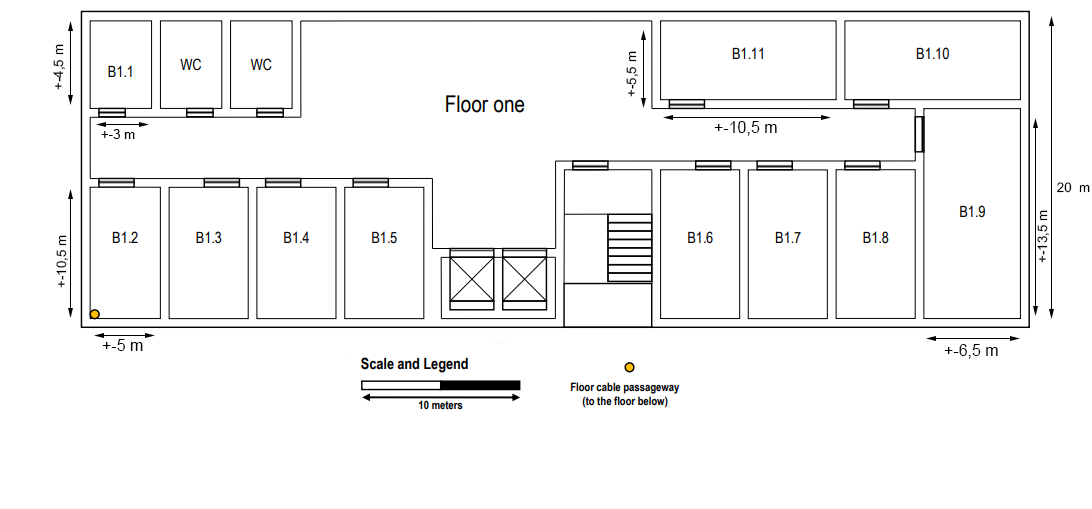 +-4,5 m
B1.1
WC
WC
Floor one
+-5,5 m
B1.11
B1.10
+-3 m
+-10,5 m
20 m
+-10,5 m
B1.2
B1.3
B1.4
B1.5
B1.6
B1.7
B1.8
B1.9
+-13,5 m
+-5 m
+-6,5 m
Scale and Legend
10 meters
Floor cable passageway
(to the floor below)